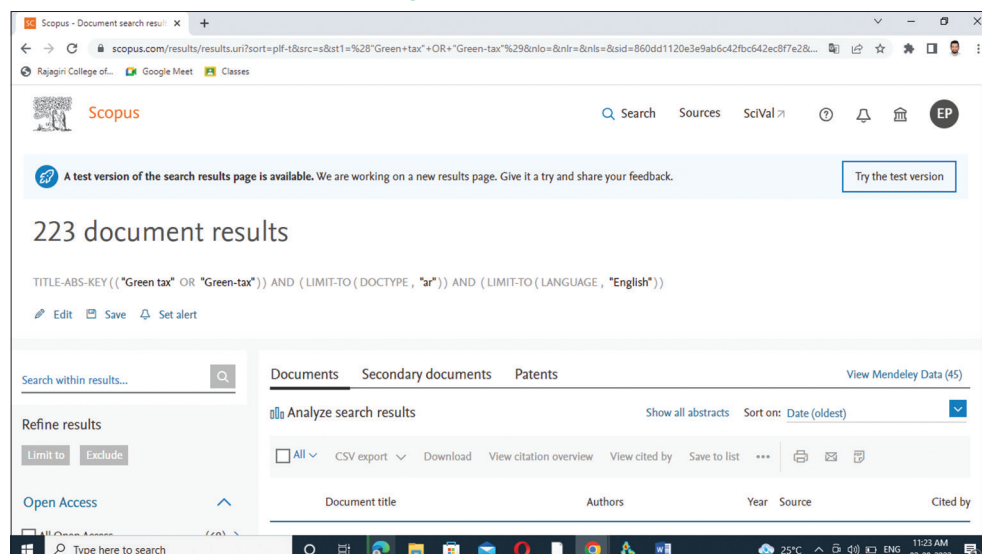 Scopus - Document search resul
scopus.com/results/results.uri?sort=plf-t&src=s&st1=%28"Green+tax"+OR+"Green-tax"%29&nlo=&nlr=&nls=&sid=860dd1120e3e9ab6c42fbc642ec8f7e2&...
Rajagiri College of... Google Meet Classes
Scopus
Search Sources SciVal
EP
A test version of the search results page is available. We are working on a new results page. Give it a try and share your feedback.
Try the test version
223 document results
TITLE-ABS-KEY (( "Green tax" OR "Green-tax")) AND ( LIMIT-TO ( DOCTYPE , "ar")) AND ( LIMIT-TO ( LANGUAGE , "English"))
Edit Save Set alert
Search within results...
Refine results
Limit to Exclude
Open Access
All Open Access
Documents Secondary documents Patents View Mendeley Data (45)
Analyze search results Show all abstracts Sort on: Date (oldest)
All CSV export Download View citation overview View cited by Save to list ...
Document title Authors Year Source Cited by
Type here to search
25°C ENG 11:23 AM